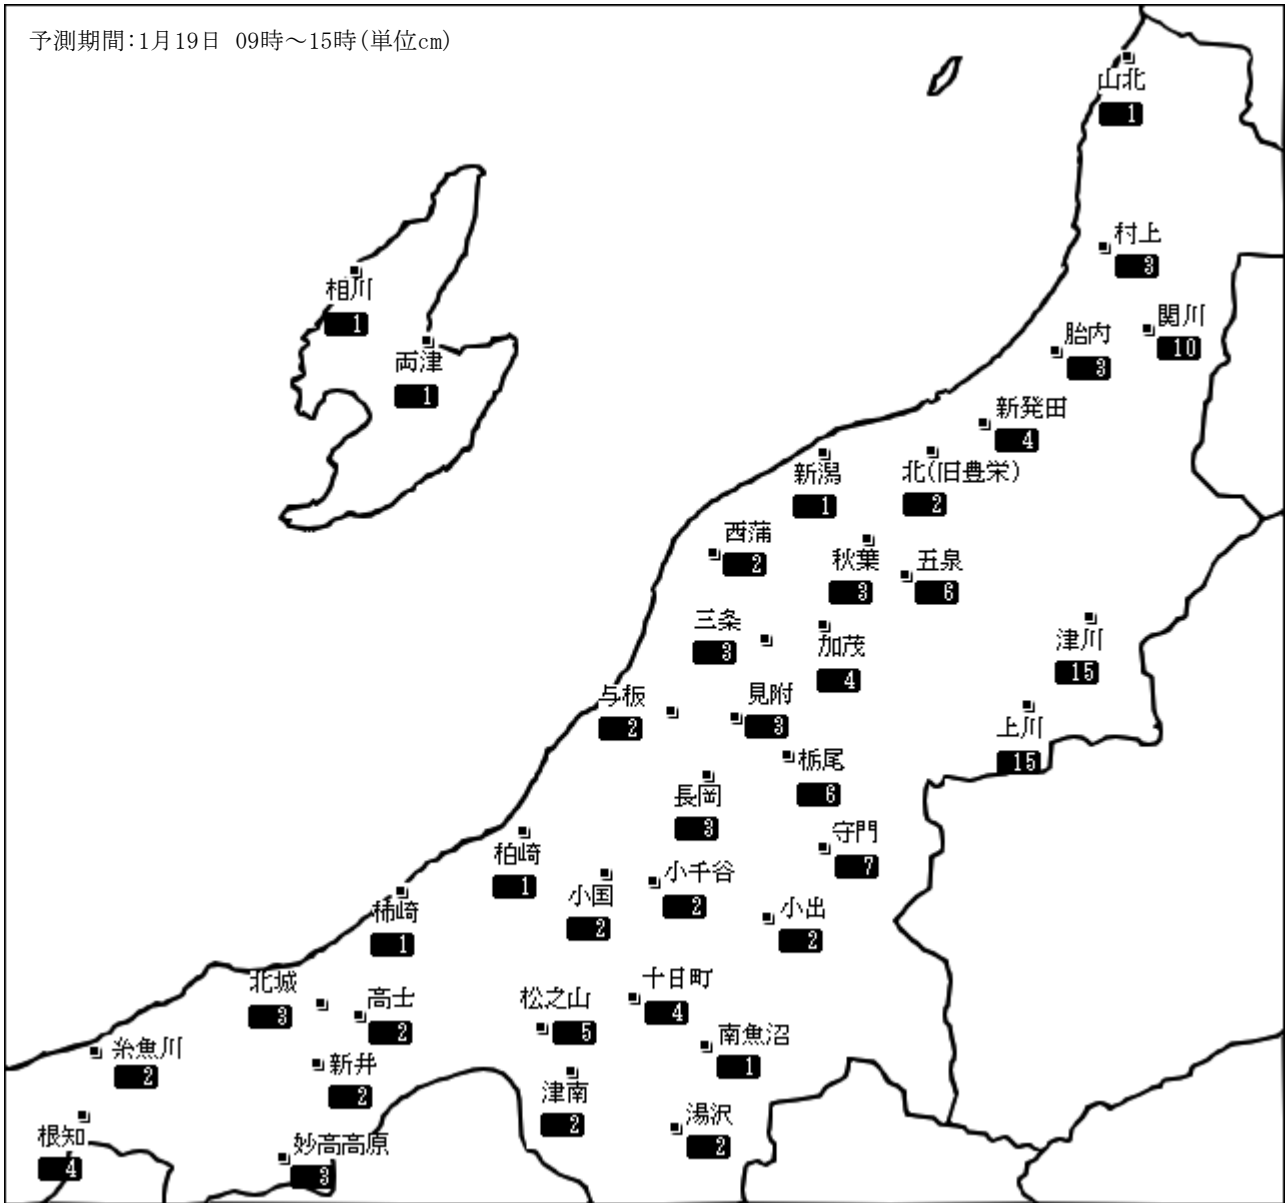 予測期間:1月19日 09時～15時(単位cm)
山北
1
村上
3
関川
10
胎内
3
新発田
4
相川
1
両津
1
新潟
1
北(旧豊栄)
2
西蒲
2
秋葉
3
五泉
6
三条
3
加茂
4
津川
15
与板
2
見附
3
上川
15
栃尾
6
長岡
3
守門
7
柏崎
1
小国
2
小千谷
2
小出
2
柿崎
1
北城
3
高士
2
松之山
5
十日町
4
南魚沼
1
糸魚川
2
新井
2
津南
2
湯沢
2
根知
4
妙高高原
3